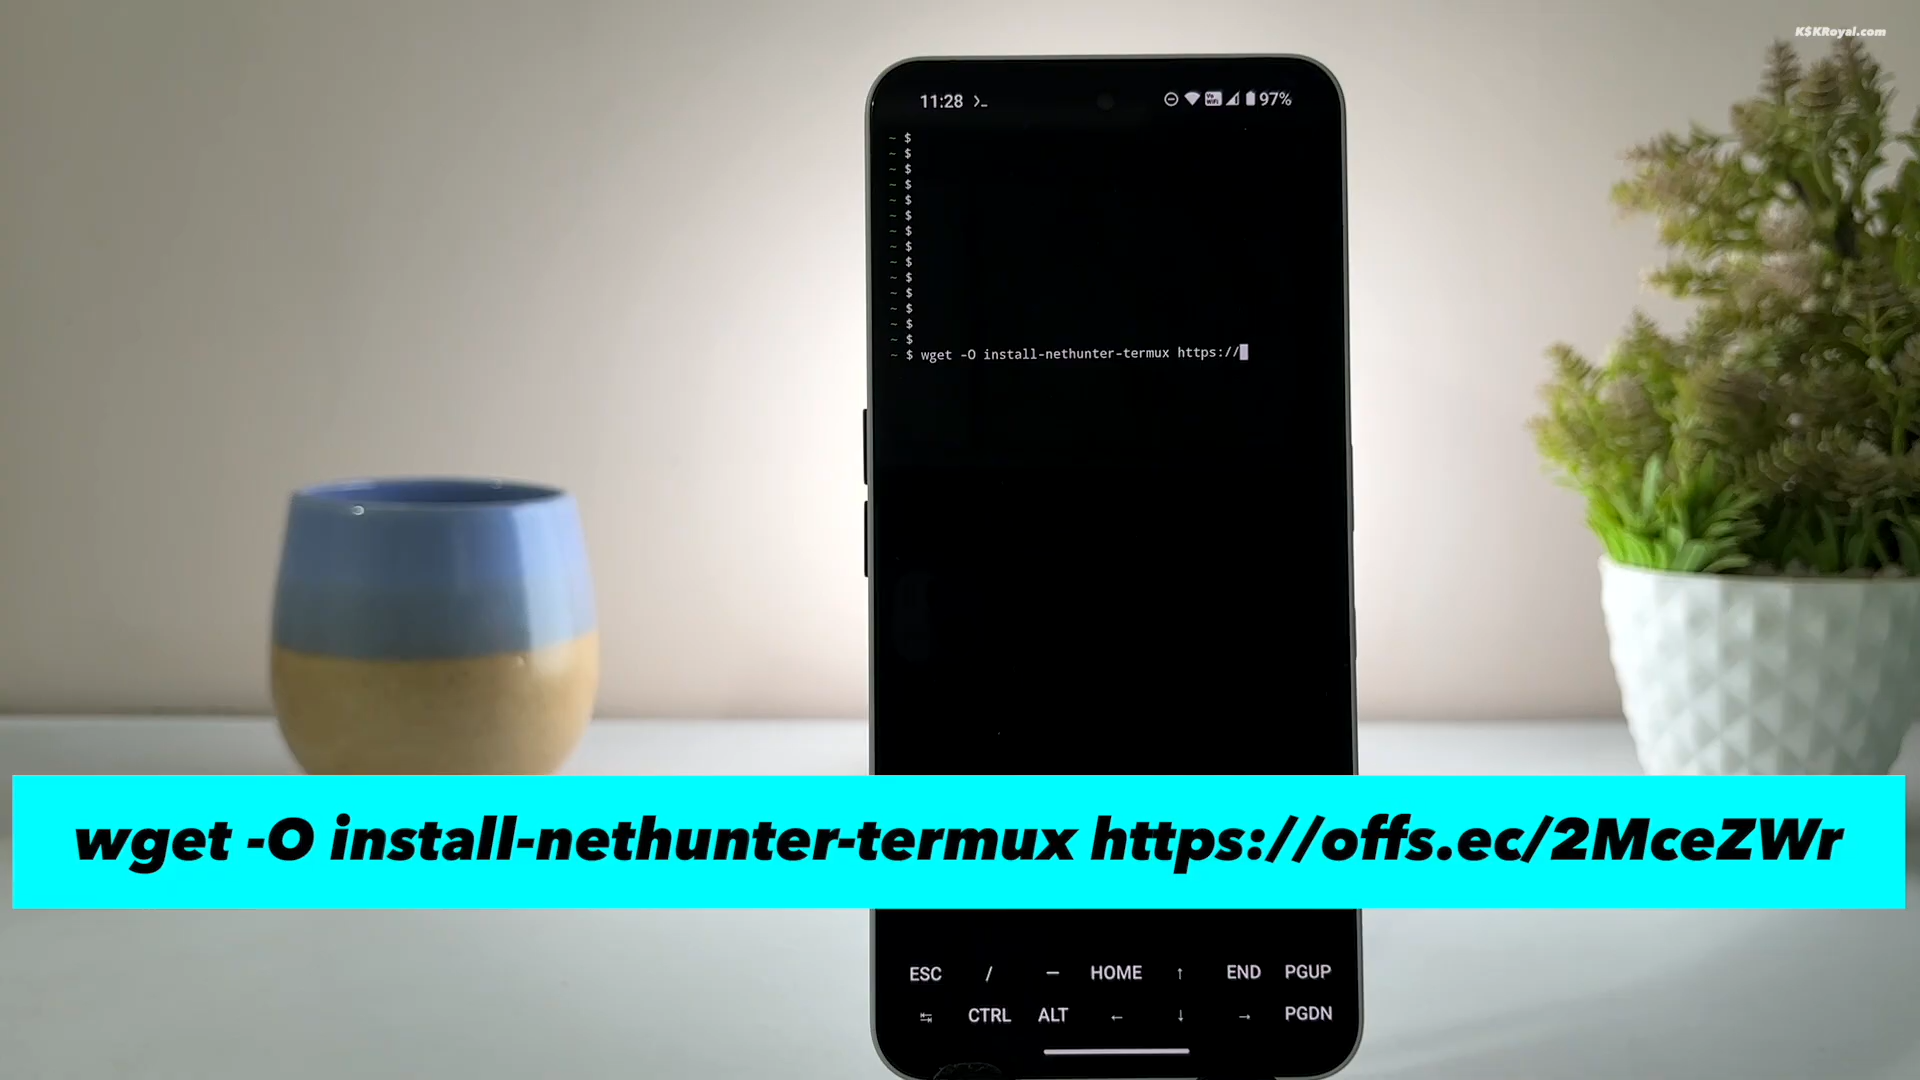 K$KRoyal.com
11:28 >_ 97%
~ $
~ $
~ $
~ $
~ $
~ $
~ $
~ $
~ $
~ $
~ $
~ $
~ $
~ $
~ $ wget -O install-nethunter-termux https://
wget -O install-nethunter-termux https://offs.ec/2MceZWr
ESC / — HOME ↑ END PGUP
↹ CTRL ALT ← ↓ → PGDN